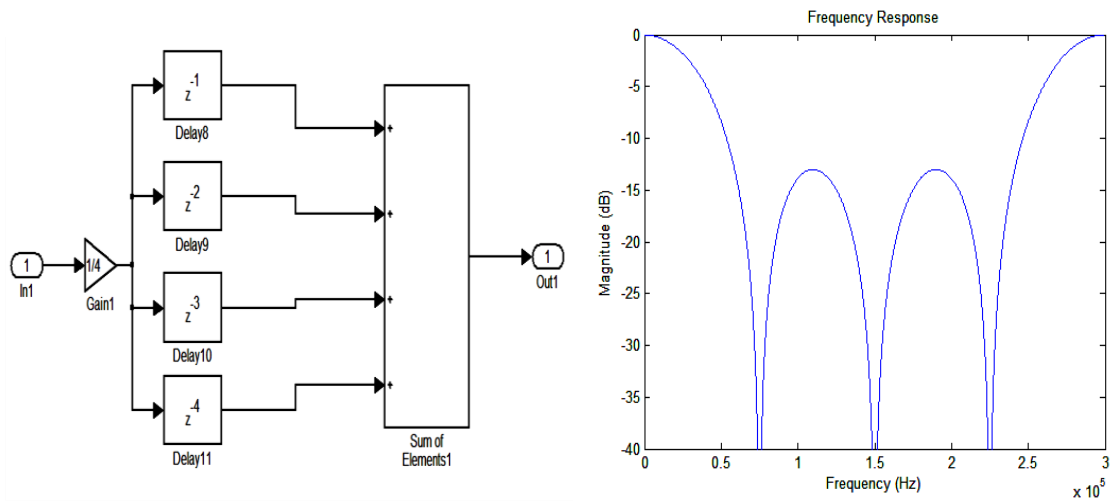 1
In1
1/4
Gain1
z-1
Delay8
z-2
Delay9
z-3
Delay10
z-4
Delay11
+
+
+
+
Sum of
Elements1
1
Out1
Frequency Response
Magnitude (dB)
0
-5
-10
-15
-20
-25
-30
-35
-40
0
0.5
1
1.5
2
2.5
3
Frequency (Hz)
x 10^5